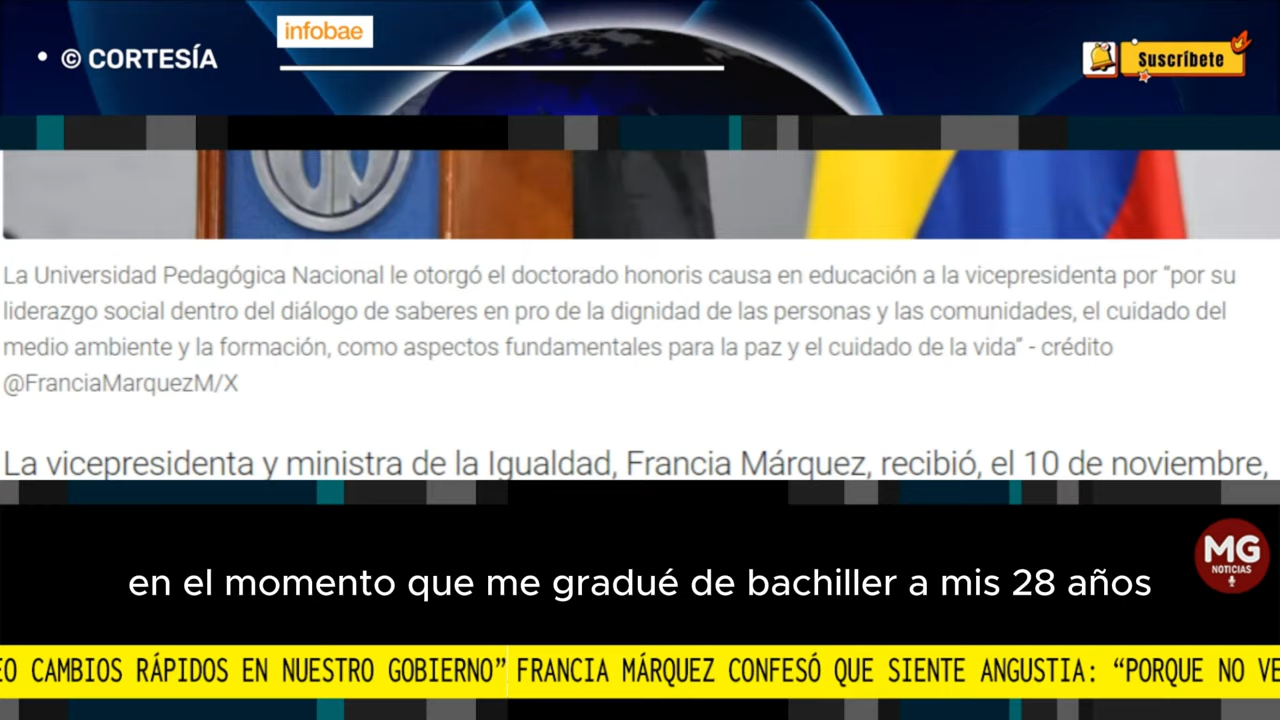 infobae
• © CORTESÍA
Suscríbete
La Universidad Pedagógica Nacional le otorgó el doctorado honoris causa en educación a la vicepresidenta por “por su
liderazgo social dentro del diálogo de saberes en pro de la dignidad de las personas y las comunidades, el cuidado del
medio ambiente y la formación, como aspectos fundamentales para la paz y el cuidado de la vida” - crédito
@FranciaMarquezM/X
La vicepresidenta y ministra de la Igualdad, Francia Márquez, recibió, el 10 de noviembre,
MG
NOTICIAS
en el momento que me gradué de bachiller a mis 28 años
EO CAMBIOS RÁPIDOS EN NUESTRO GOBIERNO” FRANCIA MÁRQUEZ CONFESÓ QUE SIENTE ANGUSTIA: “PORQUE NO VE